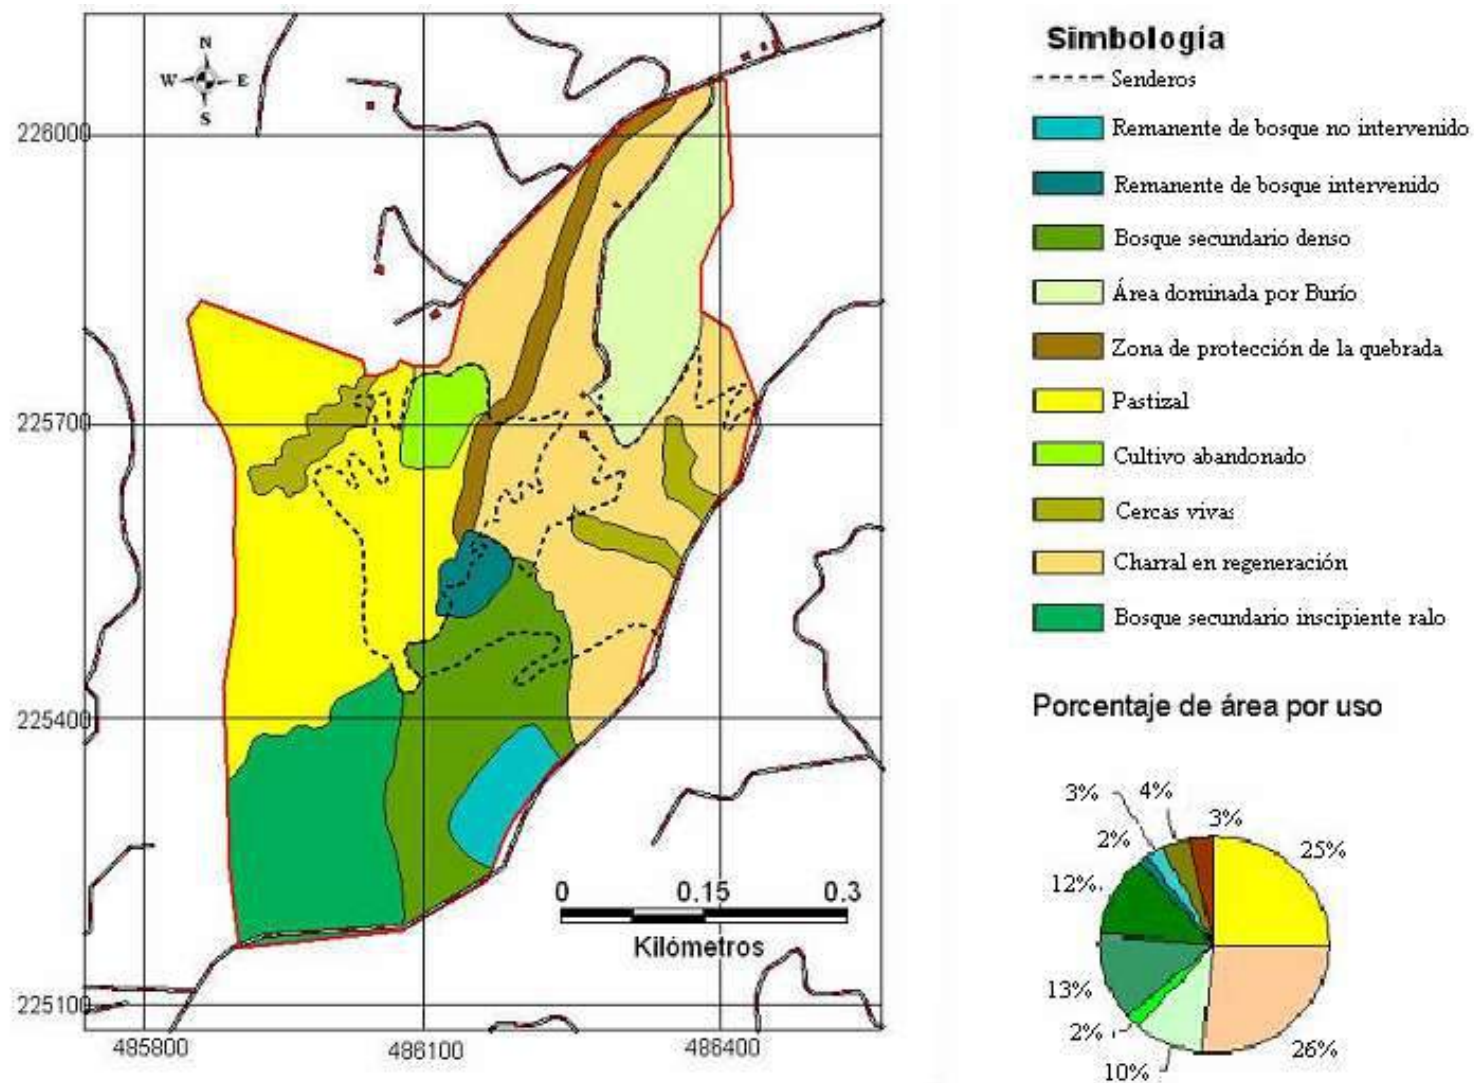 N
W E
S
226000
225700
225400
225100
485800 486100 486400
0 0.15 0.3
Kilómetros
Simbología
Senderos
Remanente de bosque no intervenido
Remanente de bosque intervenido
Bosque secundario denso
Área dominada por Burío
Zona de protección de la quebrada
Pastizal
Cultivo abandonado
Cercas vivas
Charral en regeneración
Bosque secundario inscipiente ralo
Porcentaje de área por uso
3% 4% 3%
2% 25%
12%
13%
2% 26%
10%